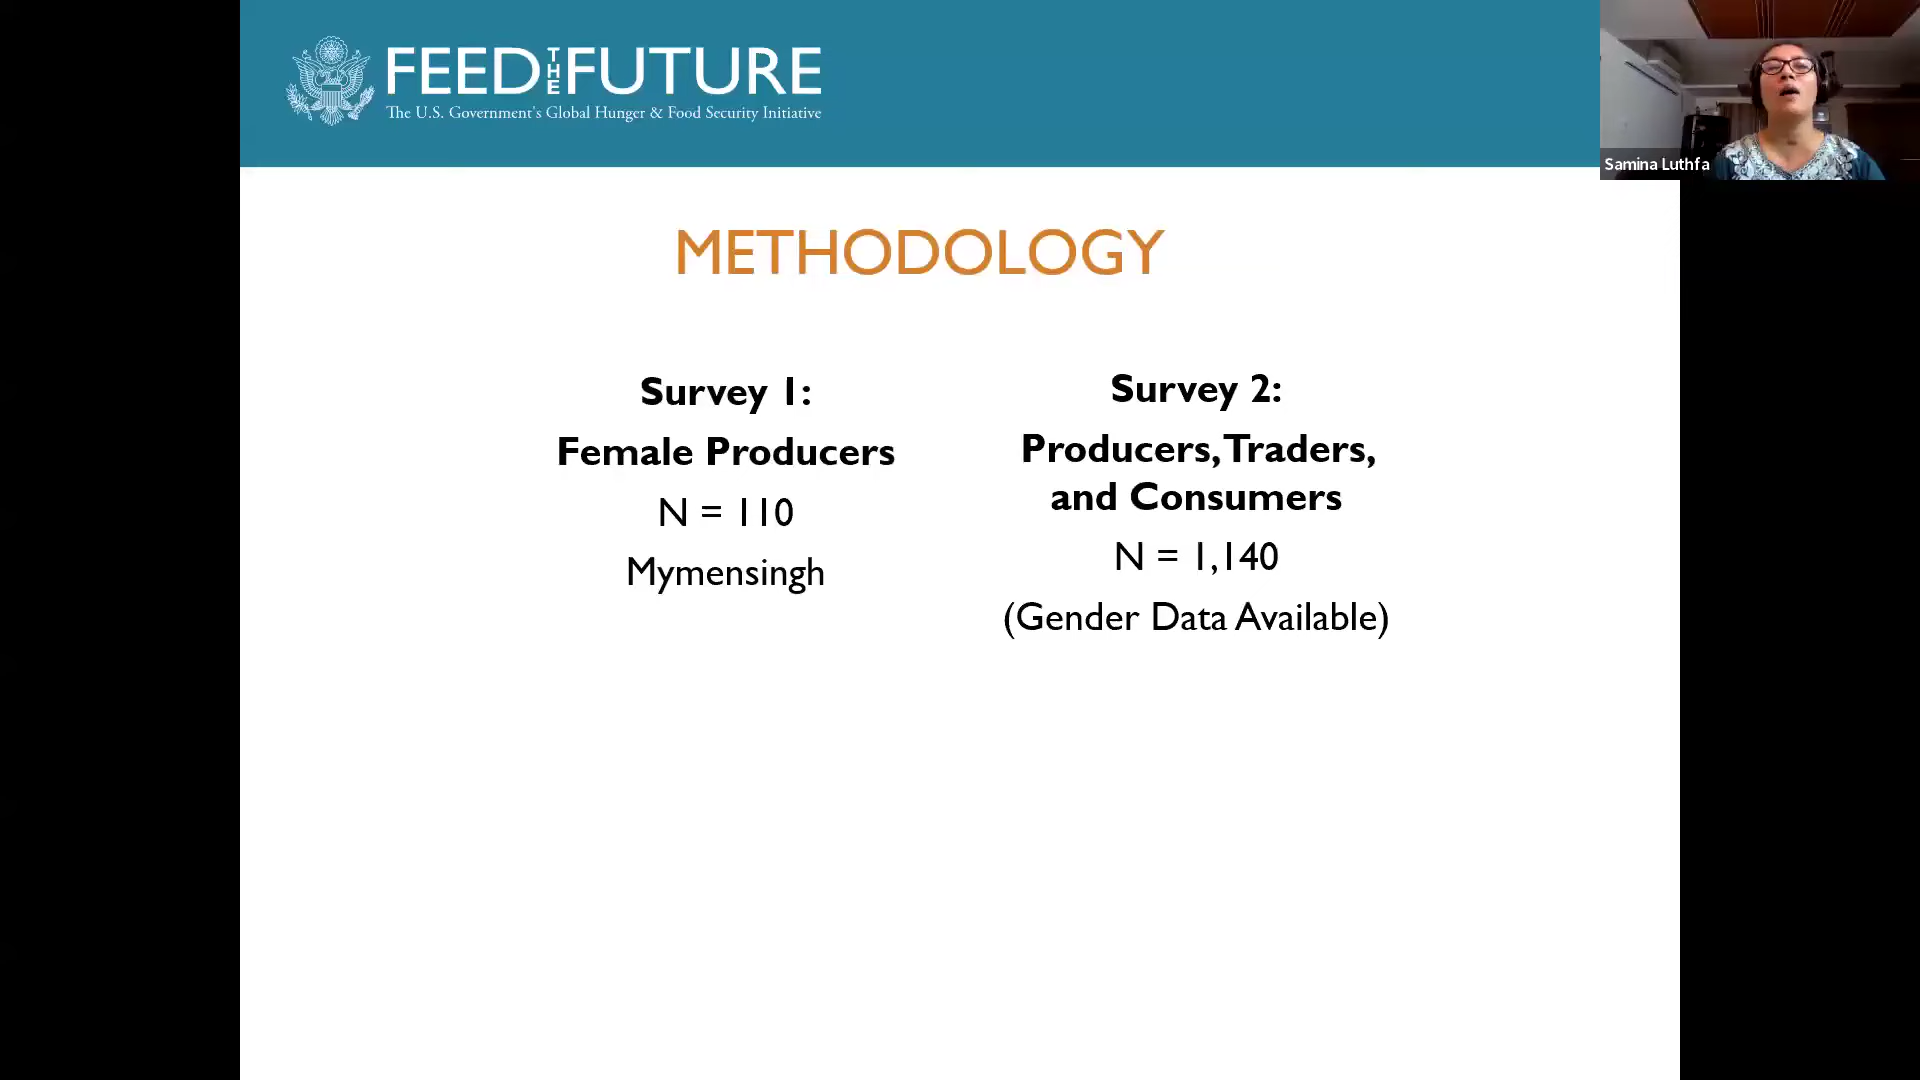 FEED THE FUTURE
The U.S. Government's Global Hunger & Food Security Initiative
Samina Luthfa
METHODOLOGY
Survey 1:
Female Producers
N = 110
Mymensingh
Survey 2:
Producers, Traders,
and Consumers
N = 1,140
(Gender Data Available)